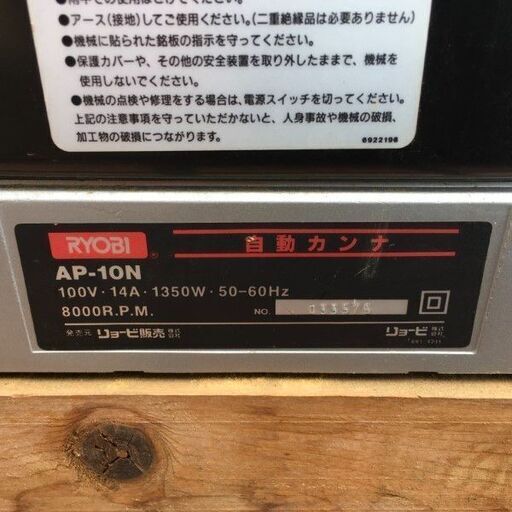 ●アース(接地)してご使用ください。(二重絶縁品は必要ありません)
●機械に貼られた銘板の指示を守ってください。
●保護カバーや、その他の安全装置を取り外したままで、機械を
使用しないでください。
●機械の点検や修理をする場合は、電源スイッチを切ってください。
上記の注意事項を守っていただかないと、人身事故や機械の破損、
加工物の破損につながります。
6922196
RYOBI® 自動カンナ
AP-10N
100V・14A・1350W・50-60Hz
8000R.P.M. NO.
発売元 リョービ販売株式会社 リョービ株式会社